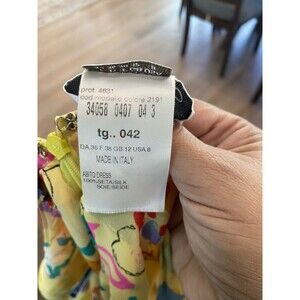 prot. 4631
cod modello colore 2191
34058 0407 04 3
tg.. 042
DA.36 F.38 GB.12 USA 8
MADE IN ITALY
ABITO DRESS
100% SETA/SILK
SOIE/SEIDE